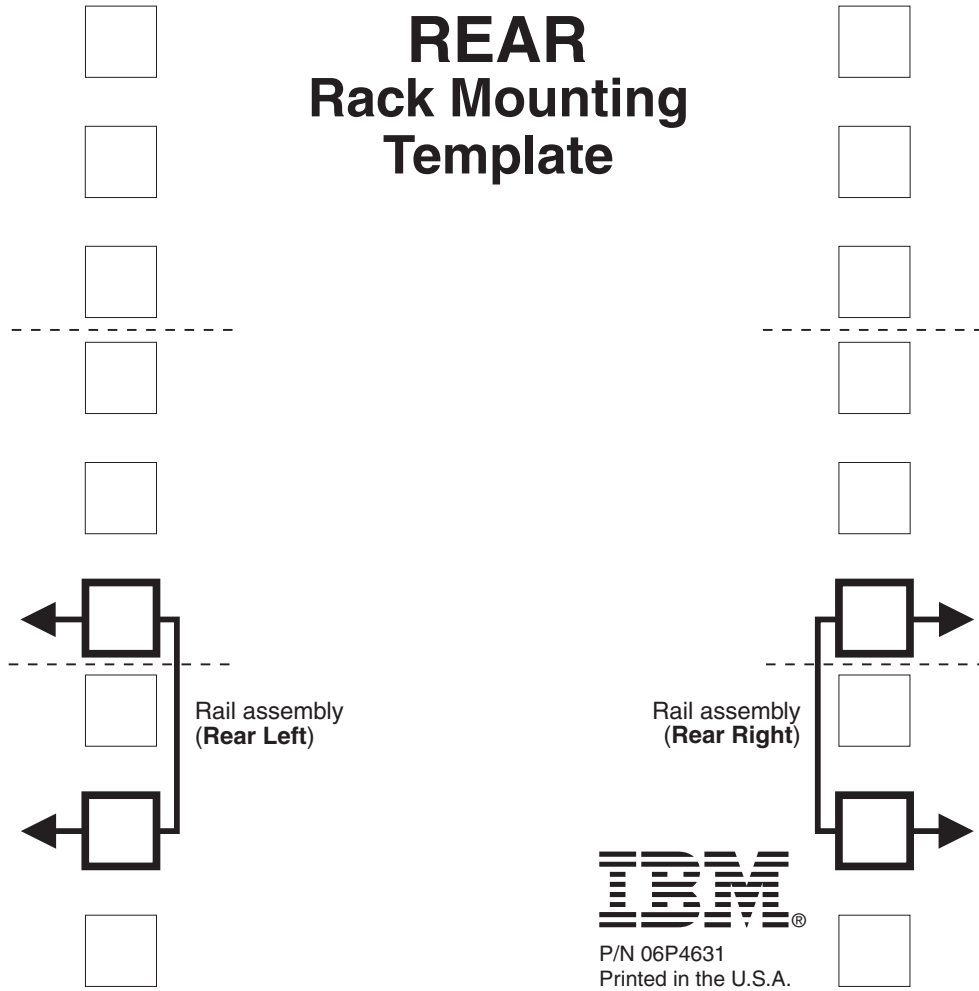 REAR
Rack Mounting
Template
Rail assembly
(Rear Left)
Rail assembly
(Rear Right)
IBM®
P/N 06P4631
Printed in the U.S.A.